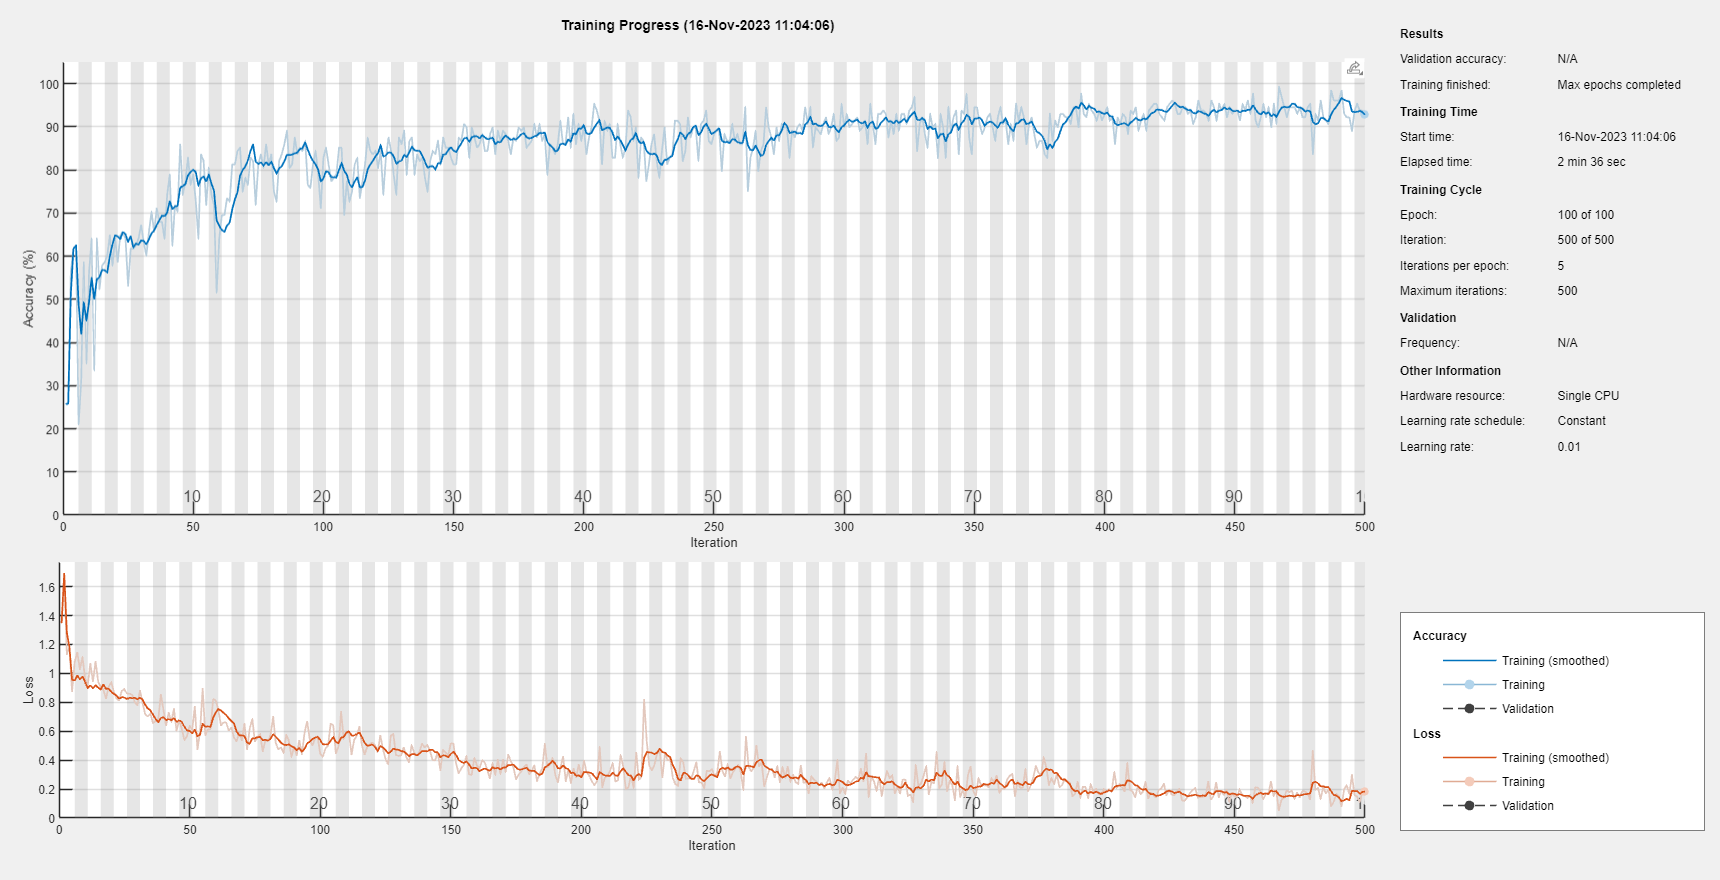 Training Progress (16-Nov-2023 11:04:06)
Accuracy (%)
100
90
80
70
60
50
40
30
20
10
0
10 20 30 40 50 60 70 80 90 1
0 50 100 150 200 250 300 350 400 450 500
Iteration
Loss
1.6
1.4
1.2
1
0.8
0.6
0.4
0.2
0
10 20 30 40 50 60 70 80 90 1
0 50 100 150 200 250 300 350 400 450 500
Iteration
Results
Validation accuracy: N/A
Training finished: Max epochs completed
Training Time
Start time: 16-Nov-2023 11:04:06
Elapsed time: 2 min 36 sec
Training Cycle
Epoch: 100 of 100
Iteration: 500 of 500
Iterations per epoch: 5
Maximum iterations: 500
Validation
Frequency: N/A
Other Information
Hardware resource: Single CPU
Learning rate schedule: Constant
Learning rate: 0.01
Accuracy
Training (smoothed)
Training
Validation
Loss
Training (smoothed)
Training
Validation